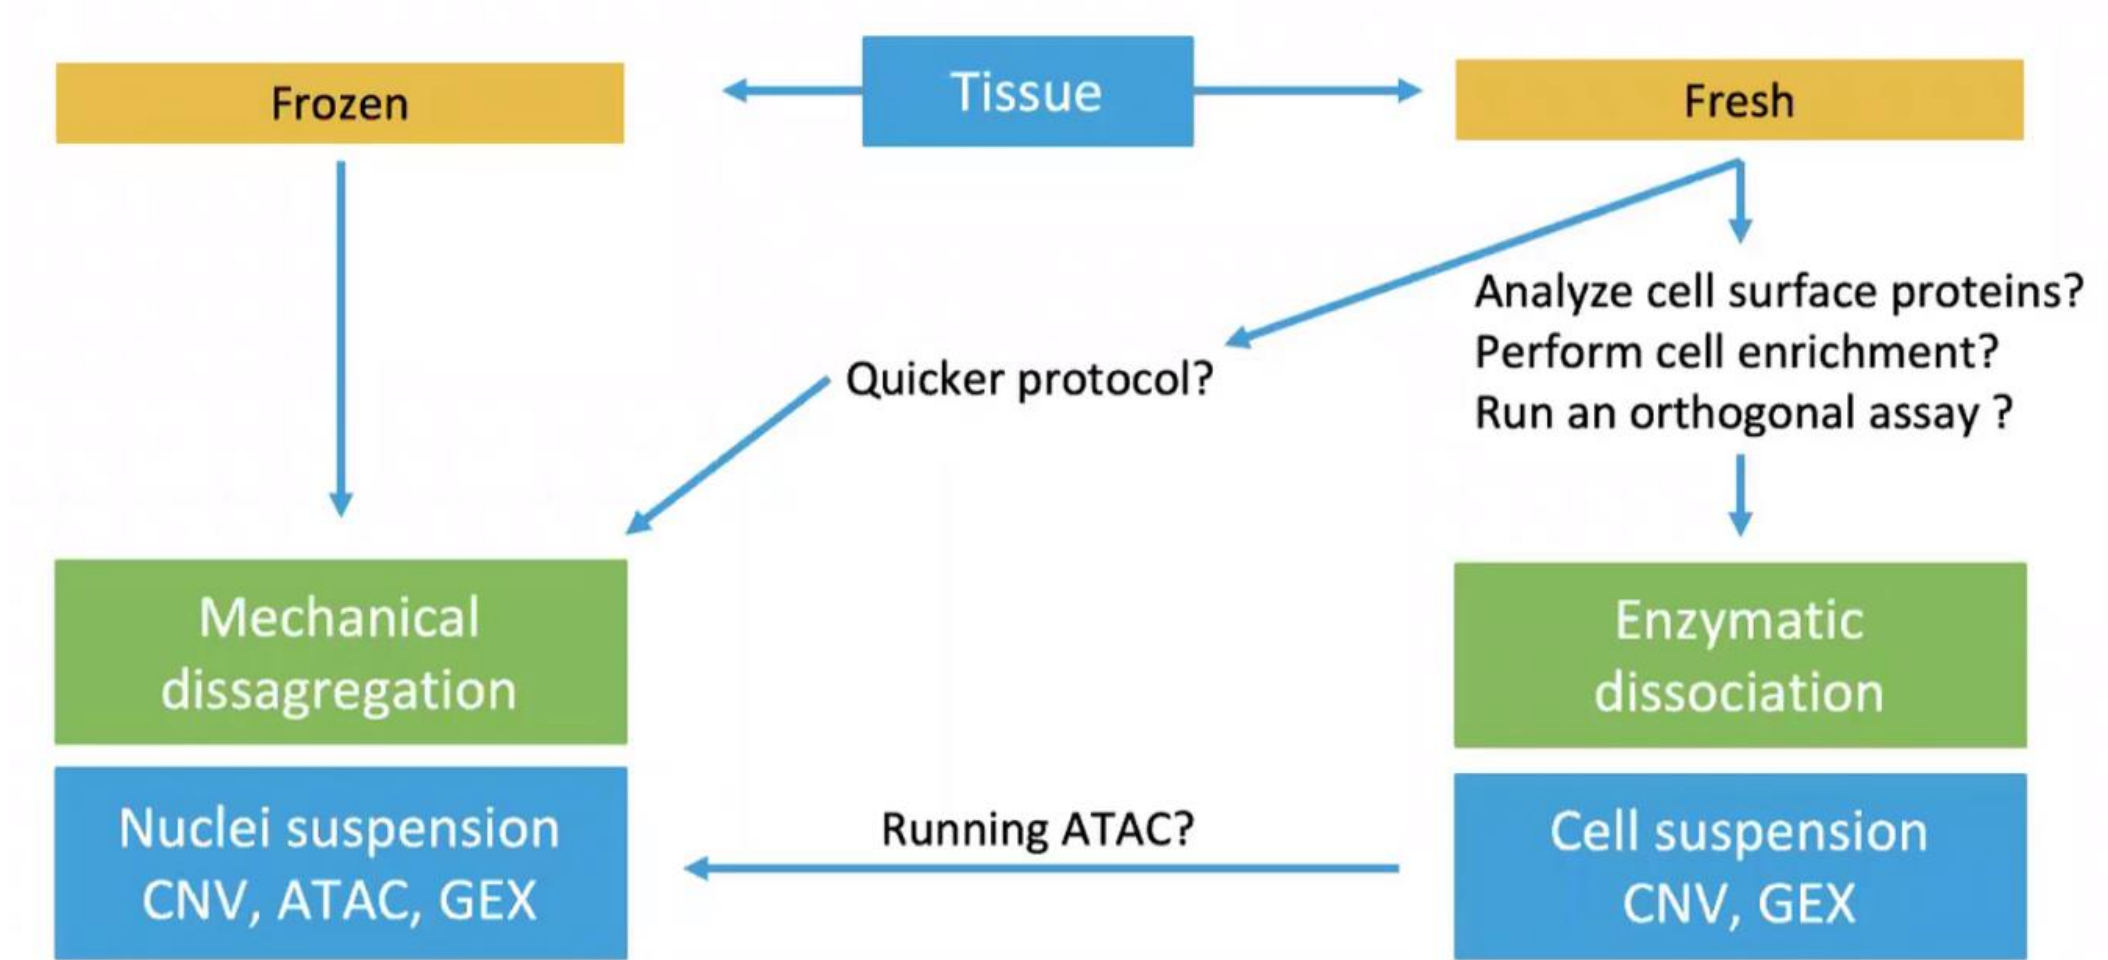 Frozen
Tissue
Fresh
Analyze cell surface proteins?
Perform cell enrichment?
Run an orthogonal assay ?
Quicker protocol?
Mechanical
dissagregation
Enzymatic
dissociation
Nuclei suspension
CNV, ATAC, GEX
Running ATAC?
Cell suspension
CNV, GEX